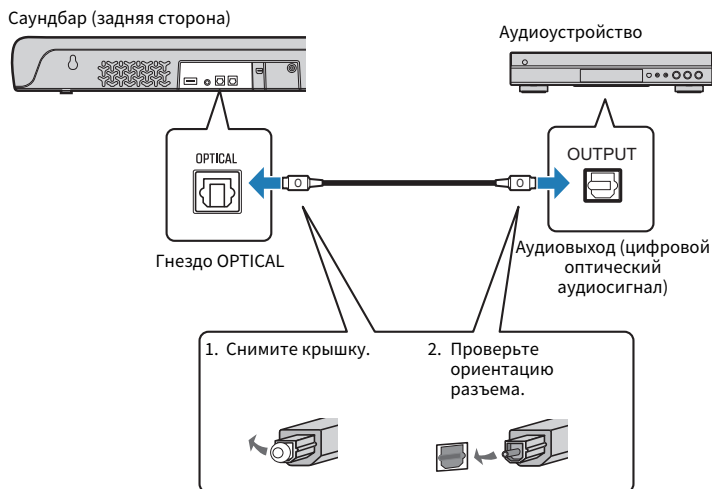 Саундбар (задняя сторона)
Аудиоустройство
OPTICAL
OUTPUT
Гнездо OPTICAL
Аудиовыход (цифровой
оптический
аудиосигнал)
1. Снимите крышку.
2. Проверьте
ориентацию
разъема.